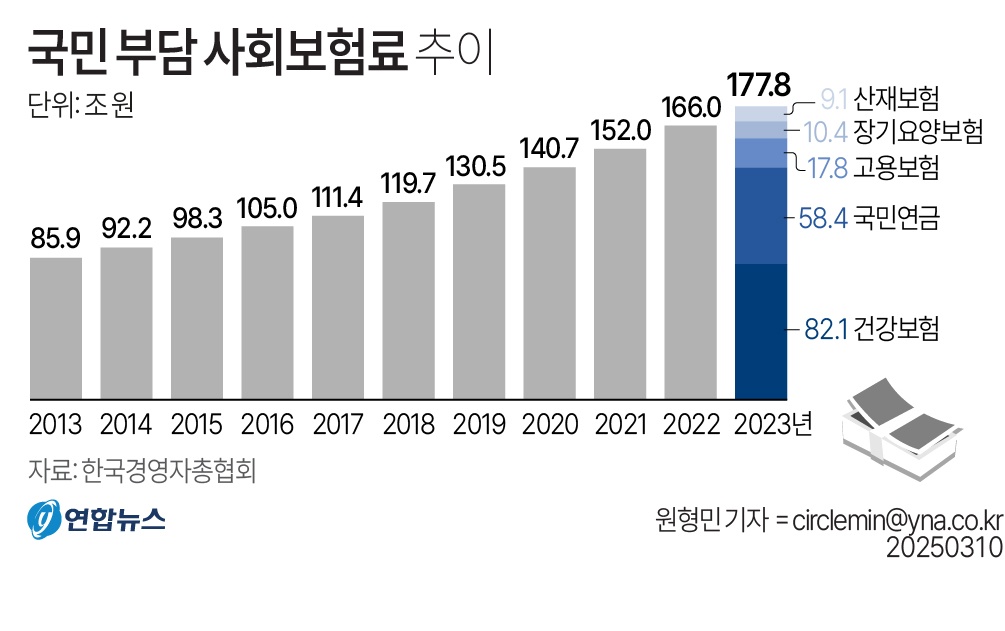 국민 부담 사회보험료 추이
단위: 조 원
85.9
92.2
98.3
105.0
111.4
119.7
130.5
140.7
152.0
166.0
177.8
9.1 산재보험
10.4 장기요양보험
17.8 고용보험
58.4 국민연금
82.1 건강보험
2013 2014 2015 2016 2017 2018 2019 2020 2021 2022 2023년
자료: 한국경영자총협회
연합뉴스
원형민 기자 = circlemin@yna.co.kr
20250310